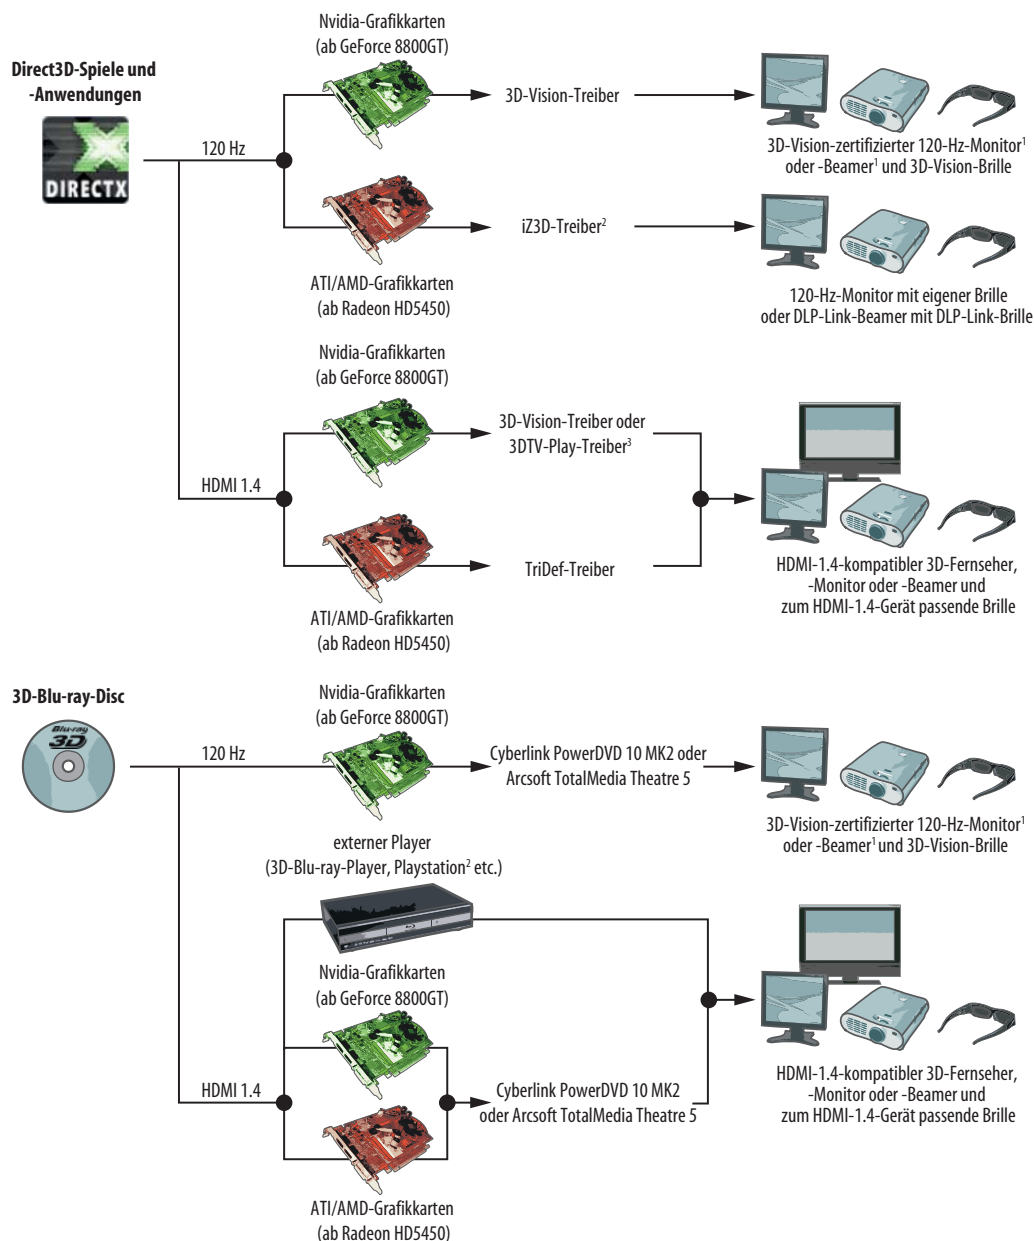 Nvidia-Grafikkarten
(ab GeForce 8800GT)
Direct3D-Spiele und
-Anwendungen
DIRECTX
120 Hz
3D-Vision-Treiber
3D-Vision-zertifizierter 120-Hz-Monitor¹
oder -Beamer¹ und 3D-Vision-Brille
iZ3D-Treiber²
ATI/AMD-Grafikkarten
(ab Radeon HD5450)
120-Hz-Monitor mit eigener Brille
oder DLP-Link-Beamer mit DLP-Link-Brille
Nvidia-Grafikkarten
(ab GeForce 8800GT)
3D-Vision-Treiber oder
3DTV-Play-Treiber³
HDMI 1.4
TriDef-Treiber
HDMI-1.4-kompatibler 3D-Fernseher,
-Monitor oder -Beamer und
zum HDMI-1.4-Gerät passende Brille
ATI/AMD-Grafikkarten
(ab Radeon HD5450)
3D-Blu-ray-Disc
Blu-ray
3D
Nvidia-Grafikkarten
(ab GeForce 8800GT)
120 Hz
Cyberlink PowerDVD 10 MK2 oder
Arcsoft TotalMedia Theatre 5
3D-Vision-zertifizierter 120-Hz-Monitor¹
oder -Beamer¹ und 3D-Vision-Brille
externer Player
(3D-Blu-ray-Player, Playstation² etc.)
Nvidia-Grafikkarten
(ab GeForce 8800GT)
HDMI 1.4
Cyberlink PowerDVD 10 MK2
oder Arcsoft TotalMedia Theatre 5
HDMI-1.4-kompatibler 3D-Fernseher,
-Monitor oder -Beamer und
zum HDMI-1.4-Gerät passende Brille
ATI/AMD-Grafikkarten
(ab Radeon HD5450)